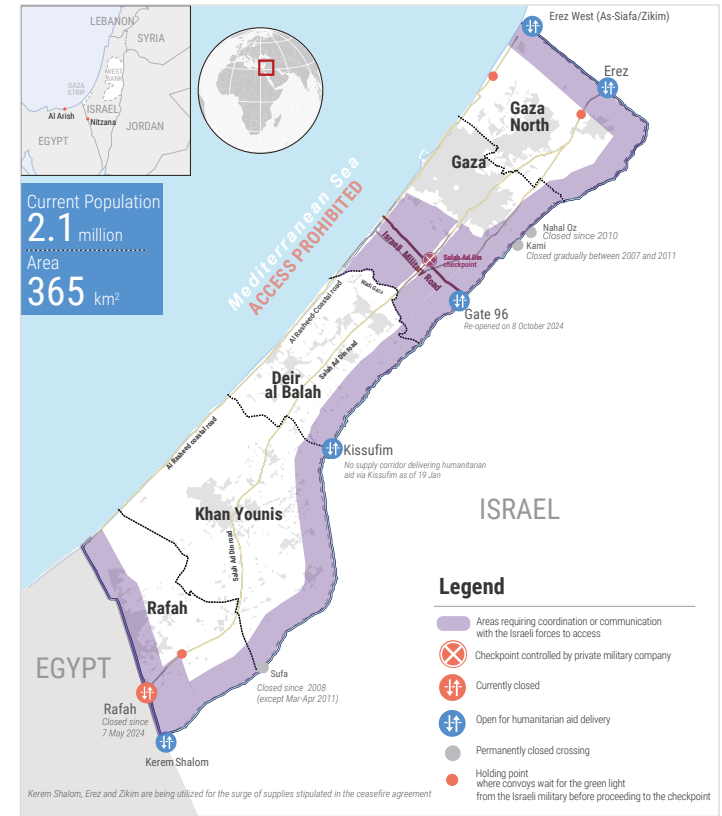 LEBANON
SYRIA
WEST
BANK
GAZA
STRIP
ISRAEL
Al Arish
Nitzana
JORDAN
EGYPT
Current Population
2.1 million
Area
365 km²
Mediterranean Sea
ACCESS PROHIBITED
Erez West (As-Siafa/Zikim)
Erez
Gaza
North
Gaza
Nahal Oz
Closed since 2010
Karni
Closed gradually between 2007 and 2011
Israeli Military Road
Salah Ad Din
checkpoint
Gate 96
Re-opened on 8 October 2024
Wadi Gaza
Al Rasheed-Coastal road
Salah Ad Din road
Deir
al Balah
Al Rasheed coastal road
Kissufim
No supply corridor delivering humanitarian
aid via Kissufim as of 19 Jan
ISRAEL
Khan Younis
Salah Ad Din road
Rafah
EGYPT
Sufa
Closed since 2008
(except Mar-Apr 2011)
Rafah
Closed since
7 May 2024
Kerem Shalom
Legend
Areas requiring coordination or communication
with the Israeli forces to access
Checkpoint controlled by private military company
Currently closed
Open for humanitarian aid delivery
Permanently closed crossing
Holding point
where convoys wait for the green light
from the Israeli military before proceeding to the checkpoint
Kerem Shalom, Erez and Zikim are being utilized for the surge of supplies stipulated in the ceasefire agreement